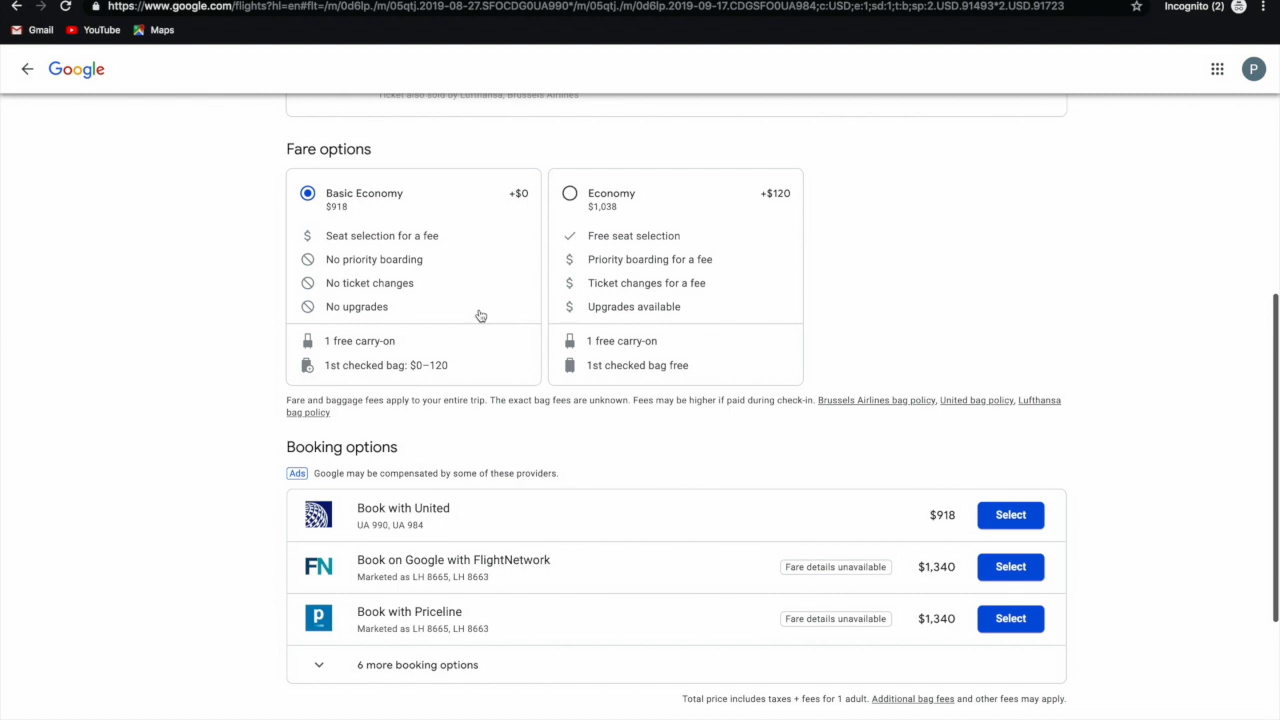 https://www.google.com/flights?hl=en#flt=/m/0d6lp./m/05qtj.2019-08-27.SFOCDG0UA990*/m/05qtj./m/0d6lp.2019-09-17.CDGSFO0UA984;c:USD;e:1;sd:1;t:b;sp:2.USD.91493*2.USD.91723
Incognito (2)
Gmail
YouTube
Maps
Google
P
Ticket also sold by Lufthansa, Brussels Airlines
Fare options
Basic Economy +$0
$918
Seat selection for a fee
No priority boarding
No ticket changes
No upgrades
1 free carry-on
1st checked bag: $0–120
Economy +$120
$1,038
Free seat selection
Priority boarding for a fee
Ticket changes for a fee
Upgrades available
1 free carry-on
1st checked bag free
Fare and baggage fees apply to your entire trip. The exact bag fees are unknown. Fees may be higher if paid during check-in. Brussels Airlines bag policy, United bag policy, Lufthansa
bag policy
Booking options
Ads Google may be compensated by some of these providers.
Book with United
UA 990, UA 984
$918 Select
FN
Book on Google with FlightNetwork
Marketed as LH 8665, LH 8663
Fare details unavailable $1,340 Select
p
Book with Priceline
Marketed as LH 8665, LH 8663
Fare details unavailable $1,340 Select
6 more booking options
Total price includes taxes + fees for 1 adult. Additional bag fees and other fees may apply.